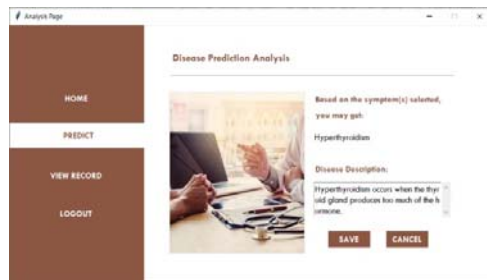 Analysis Page
Disease Prediction Analysis
HOME
PREDICT
VIEW RECORD
LOGOUT
Based on the symptom(s) selected,
you may get:
Hyperthyroidism
Disease Description:
Hyperthyroidism occurs when the thyr
oid gland produces too much of the h
ormone.
SAVE
CANCEL